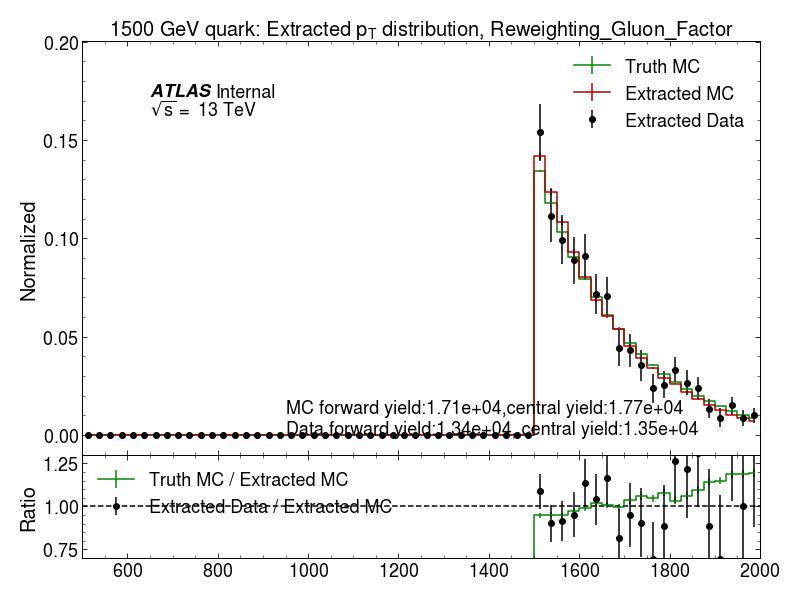 1500 GeV quark: Extracted pT distribution, Reweighting_Gluon_Factor
0.20
ATLAS Internal
√s = 13 TeV
Truth MC
Extracted MC
Extracted Data
0.15
0.10
0.05
0.00
Normalized
MC forward yield:1.71e+04,central yield:1.77e+04
Data forward yield:1.34e+04, central yield:1.35e+04
1.25
1.00
0.75
Ratio
Truth MC / Extracted MC
Extracted Data / Extracted MC
600 800 1000 1200 1400 1600 1800 2000